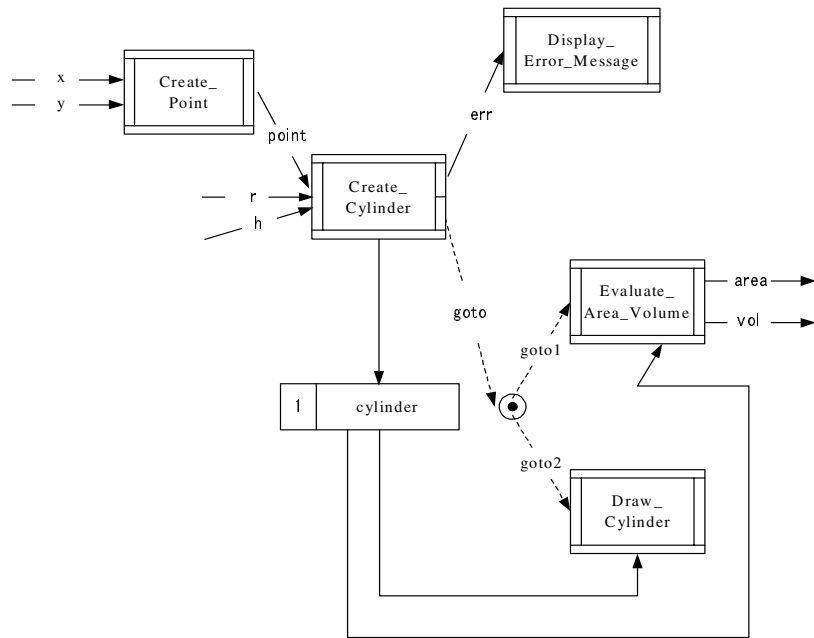 Display_
Error_Message
x
y
Create_
Point
err
point
r
h
Create_
Cylinder
goto
Evaluate_
Area_Volume
area
vol
goto1
1
cylinder
goto2
Draw_
Cylinder